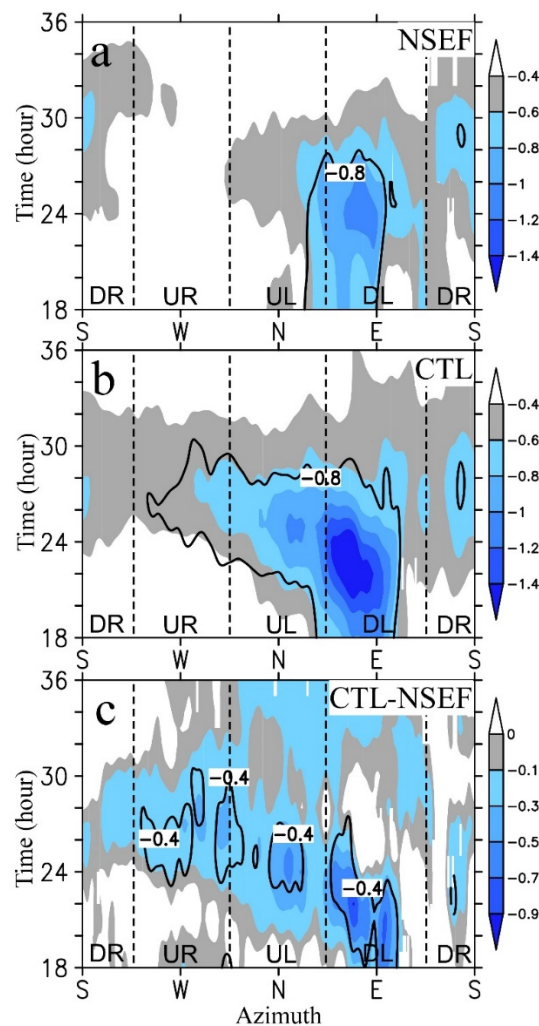 a
NSEF
36
30
24
18
Time (hour)
-0.8
DR UR UL DL DR
S W N E S
-0.4
-0.6
-0.8
-1
-1.2
-1.4
b
CTL
36
30
24
18
Time (hour)
-0.8
DR UR UL DL DR
S W N E S
-0.4
-0.6
-0.8
-1
-1.2
-1.4
c
CTL-NSEF
36
30
24
18
Time (hour)
-0.4
-0.4
-0.4
-0.4
DR UR UL DL DR
S W N E S
Azimuth
0
-0.1
-0.3
-0.5
-0.7
-0.9